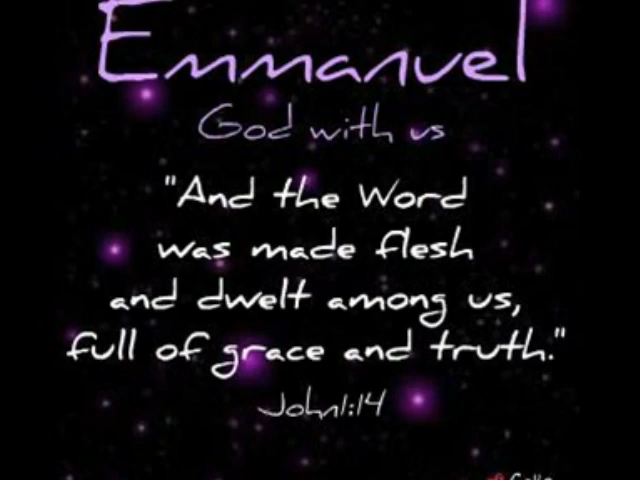 Emmanuel
God with us
"And the Word
was made flesh
and dwelt among us,
full of grace and truth."
John1:14